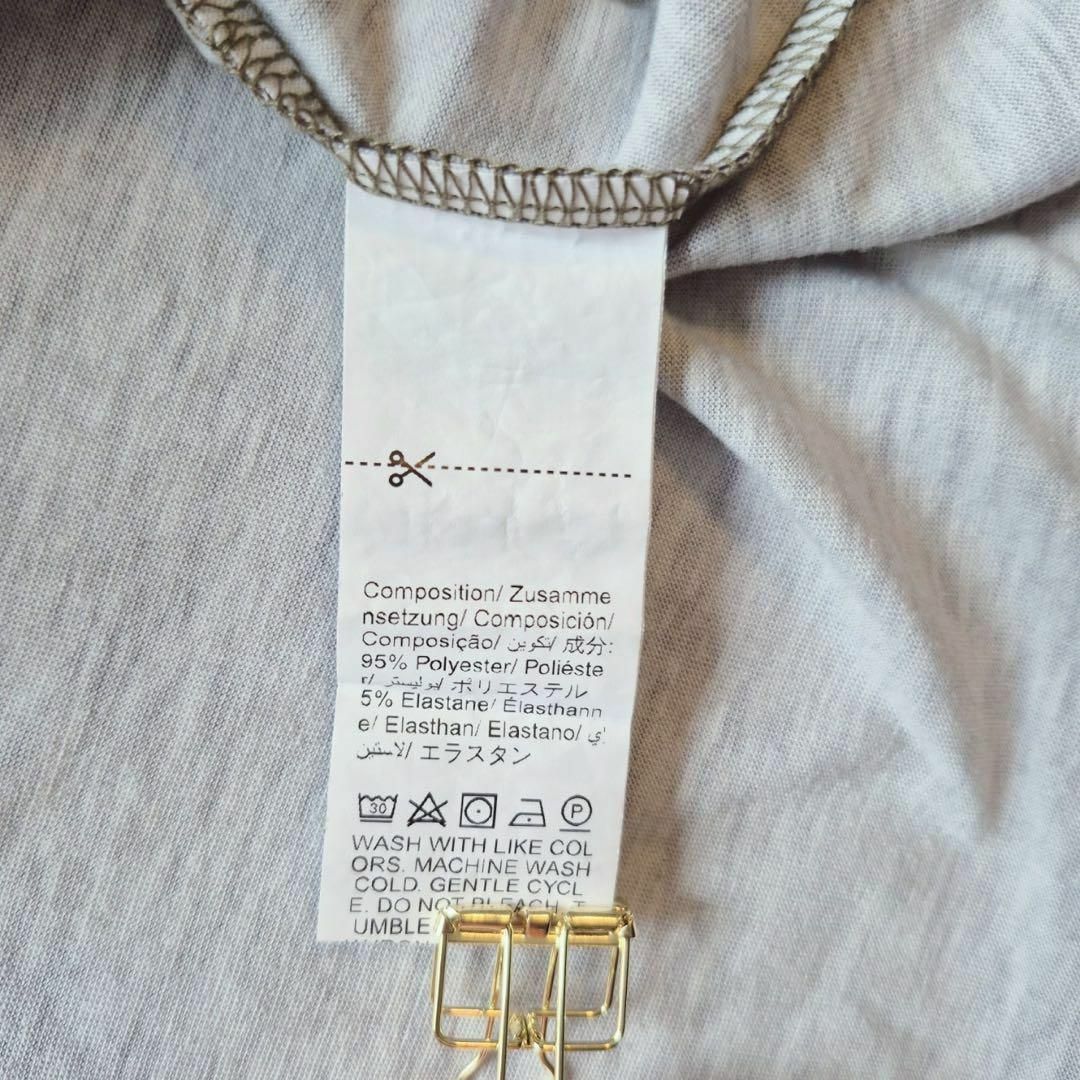 Composition/ Zusamme
nsetzung/ Composición/
Composição/ تكوين/ 成分:
95% Polyester/ Poliéste
r/ بوليستر/ ポリエステル
5% Elastane/ Élasthann
e/ Elasthan/ Elastano/ إي
لاستين/ エラスタン
30 P
WASH WITH LIKE COL
ORS. MACHINE WASH
COLD. GENTLE CYCL
E. DO NOT BLEACH. T
UMBLE